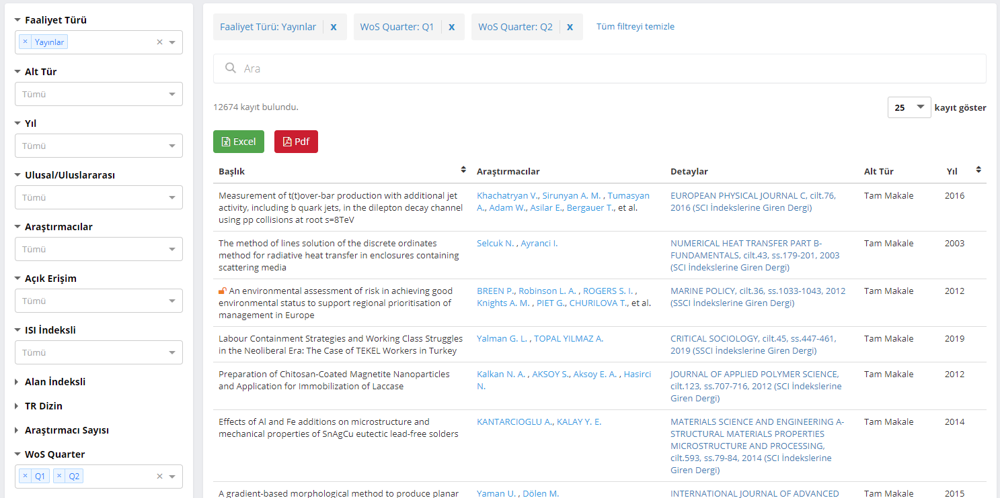 Faaliyet Türü
× Yayınlar ×
Alt Tür
Tümü
Yıl
Tümü
Ulusal/Uluslararası
Tümü
Araştırmacılar
Tümü
Açık Erişim
Tümü
ISI İndeksli
Tümü
Alan İndeksli
TR Dizin
Araştırmacı Sayısı
WoS Quarter
× Q1 × Q2 ×
Faaliyet Türü: Yayınlar x WoS Quarter: Q1 x WoS Quarter: Q2 x Tüm filtreyi temizle
Ara
12674 kayıt bulundu.
25 kayıt göster
Excel Pdf
Başlık Araştırmacılar Detaylar Alt Tür Yıl
Measurement of t(t)over-bar production with additional jet
activity, including b quark jets, in the dilepton decay channel
using pp collisions at root s=8TeV
Khachatryan V., Sirunyan A. M. , Tumasyan
A., Adam W., Asilar E., Bergauer T., et al.
EUROPEAN PHYSICAL JOURNAL C, cilt.76,
2016 (SCI İndekslerine Giren Dergi)
Tam Makale
2016
The method of lines solution of the discrete ordinates
method for radiative heat transfer in enclosures containing
scattering media
Selcuk N. , Ayranci I.
NUMERICAL HEAT TRANSFER PART B-
FUNDAMENTALS, cilt.43, ss.179-201, 2003
(SCI İndekslerine Giren Dergi)
Tam Makale
2003
An environmental assessment of risk in achieving good
environmental status to support regional prioritisation of
management in Europe
BREEN P., Robinson L. A. , ROGERS S. I. ,
Knights A. M. , PIET G., CHURILOVA T., et al.
MARINE POLICY, cilt.36, ss.1033-1043, 2012
(SSCI İndekslerine Giren Dergi)
Tam Makale
2012
Labour Containment Strategies and Working Class Struggles
in the Neoliberal Era: The Case of TEKEL Workers in Turkey
Yalman G. L. , TOPAL YILMAZ A.
CRITICAL SOCIOLOGY, cilt.45, ss.447-461,
2019 (SSCI İndekslerine Giren Dergi)
Tam Makale
2019
Preparation of Chitosan-Coated Magnetite Nanoparticles
and Application for Immobilization of Laccase
Kalkan N. A. , AKSOY S., Aksoy E. A. , Hasirci
N.
JOURNAL OF APPLIED POLYMER SCIENCE,
cilt.123, ss.707-716, 2012 (SCI İndekslerine
Giren Dergi)
Tam Makale
2012
Effects of Al and Fe additions on microstructure and
mechanical properties of SnAgCu eutectic lead-free solders
KANTARCIOGLU A., KALAY Y. E.
MATERIALS SCIENCE AND ENGINEERING A-
STRUCTURAL MATERIALS PROPERTIES
MICROSTRUCTURE AND PROCESSING,
cilt.593, ss.79-84, 2014 (SCI İndekslerine
Giren Dergi)
Tam Makale
2014
A gradient-based morphological method to produce planar
Yaman U. , Dölen M.
INTERNATIONAL JOURNAL OF ADVANCED
Tam Makale
2015